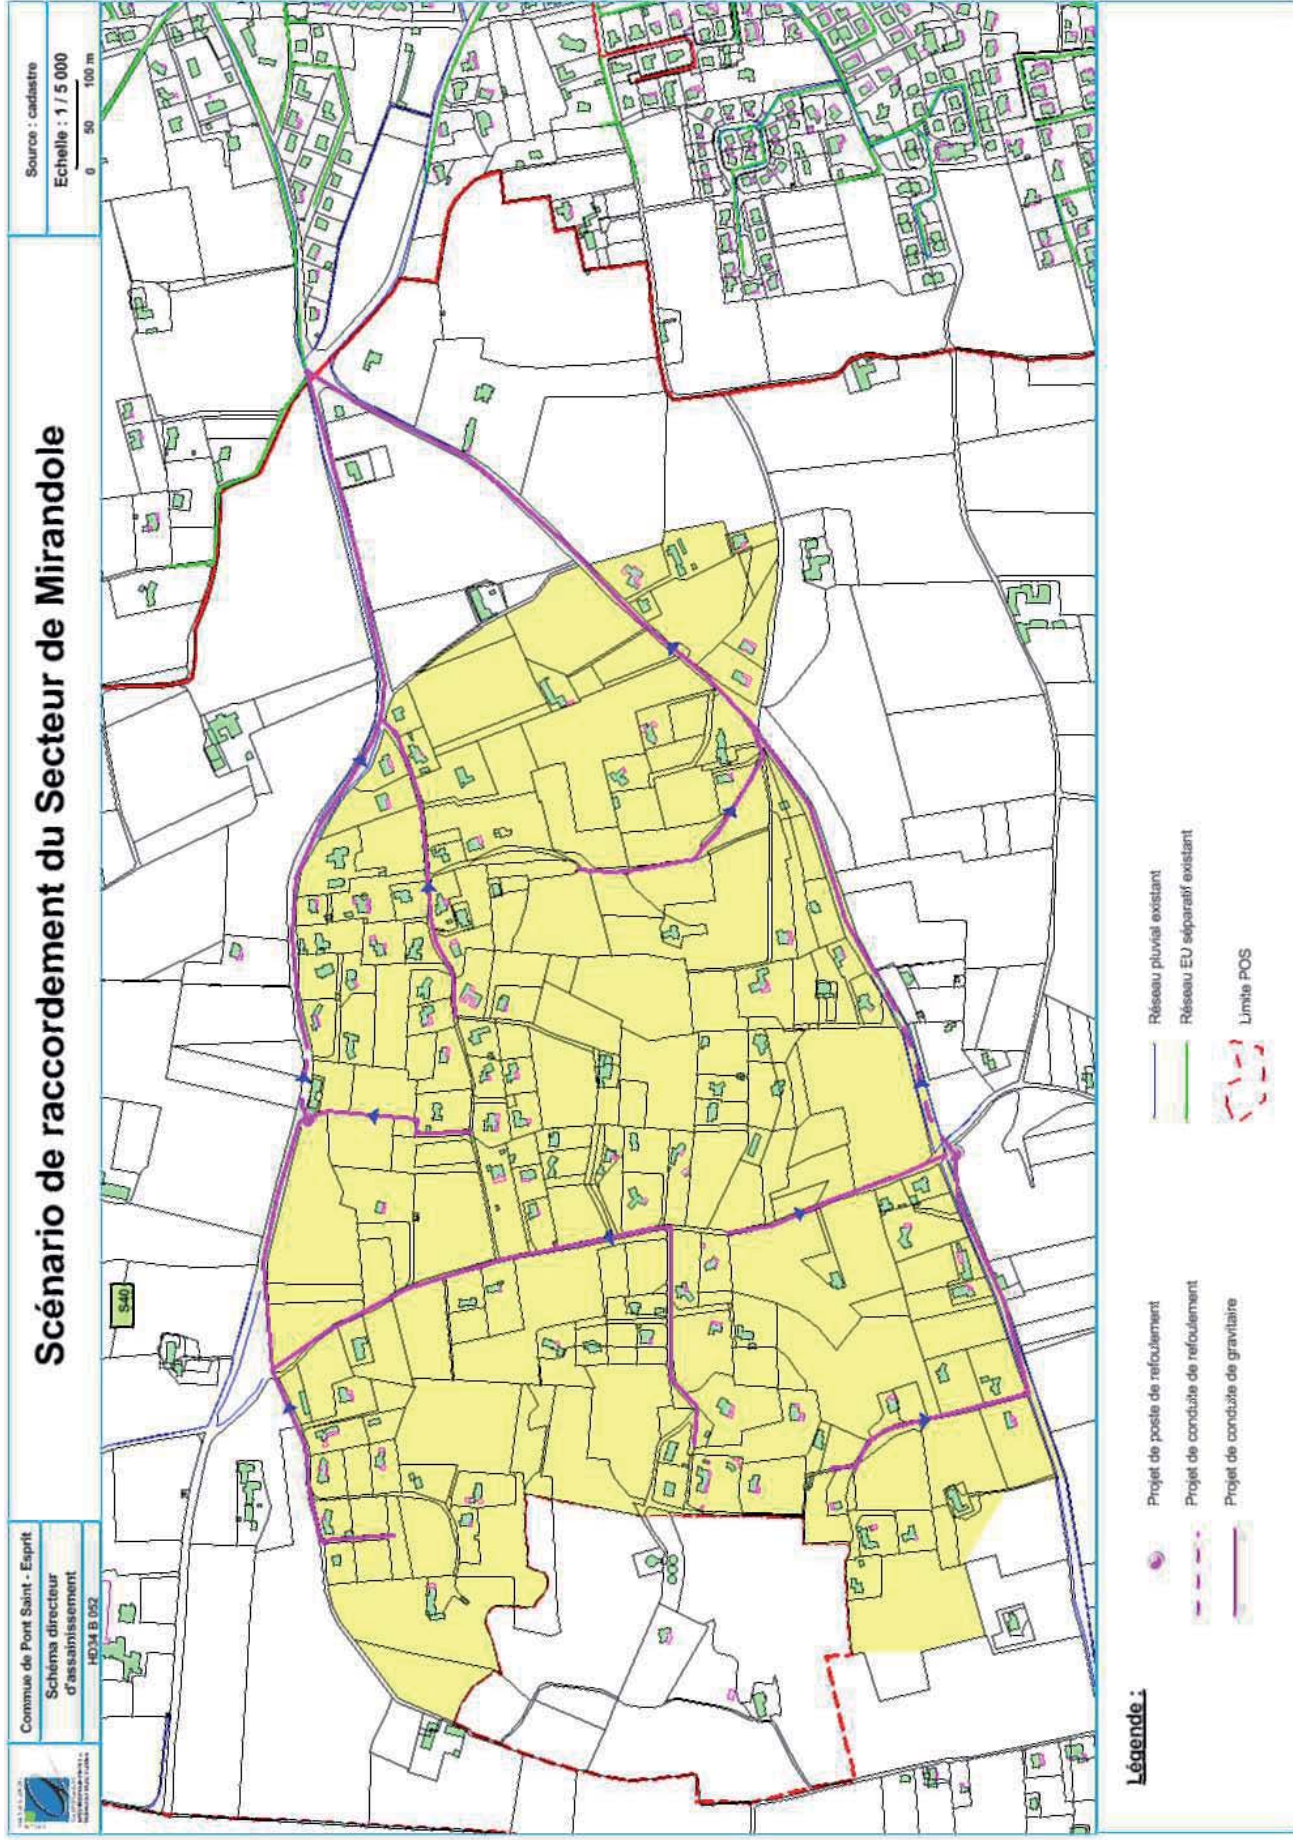 Commue de Pont Saint - Esprit
Schéma directeur
d'assainissement
HD34 B 052
Scénario de raccordement du Secteur de Mirandole
Source : cadastre
Echelle : 1 / 5 000
0 50 100 m
S40
Légende :
Projet de poste de refoulement
Projet de conduite de refoulement
Projet de conduite de gravitaire
Réseau pluvial existant
Réseau EU séparatif existant
Limite POS